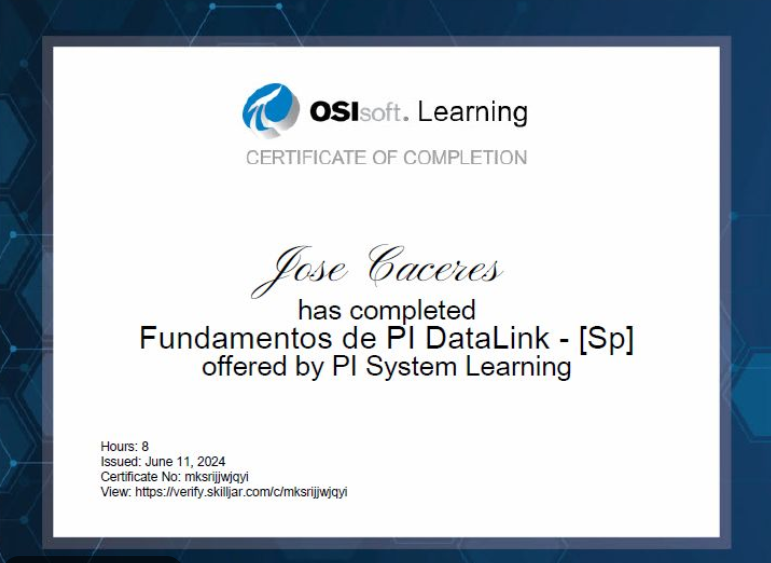 OSIsoft. Learning
CERTIFICATE OF COMPLETION
Jose Caceres
has completed
Fundamentos de PI DataLink - [Sp]
offered by PI System Learning
Hours: 8
Issued: June 11, 2024
Certificate No: mksrijjwjqyi
View: https://verify.skilljar.com/c/mksrijjwjqyi